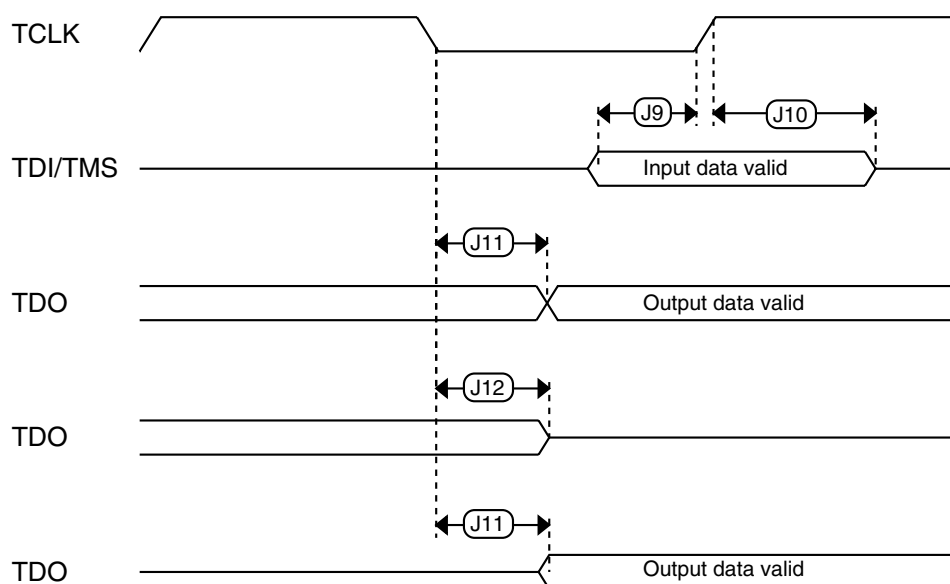 TCLK
J9
J10
TDI/TMS
Input data valid
J11
TDO
Output data valid
J12
TDO
J11
TDO
Output data valid